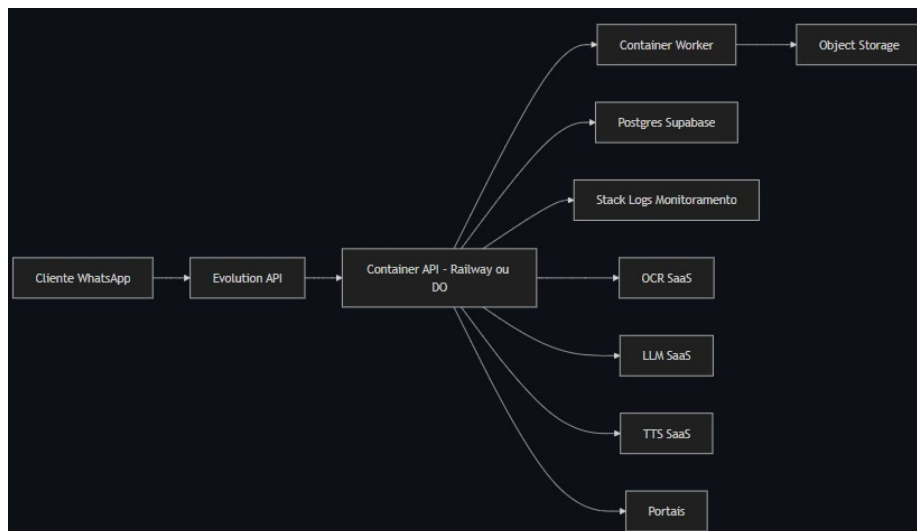 Container Worker
Object Storage
Postgres Supabase
Stack Logs Monitoramento
Cliente WhatsApp
Evolution API
Container API - Railway ou
DO
OCR SaaS
LLM SaaS
TTS SaaS
Portais